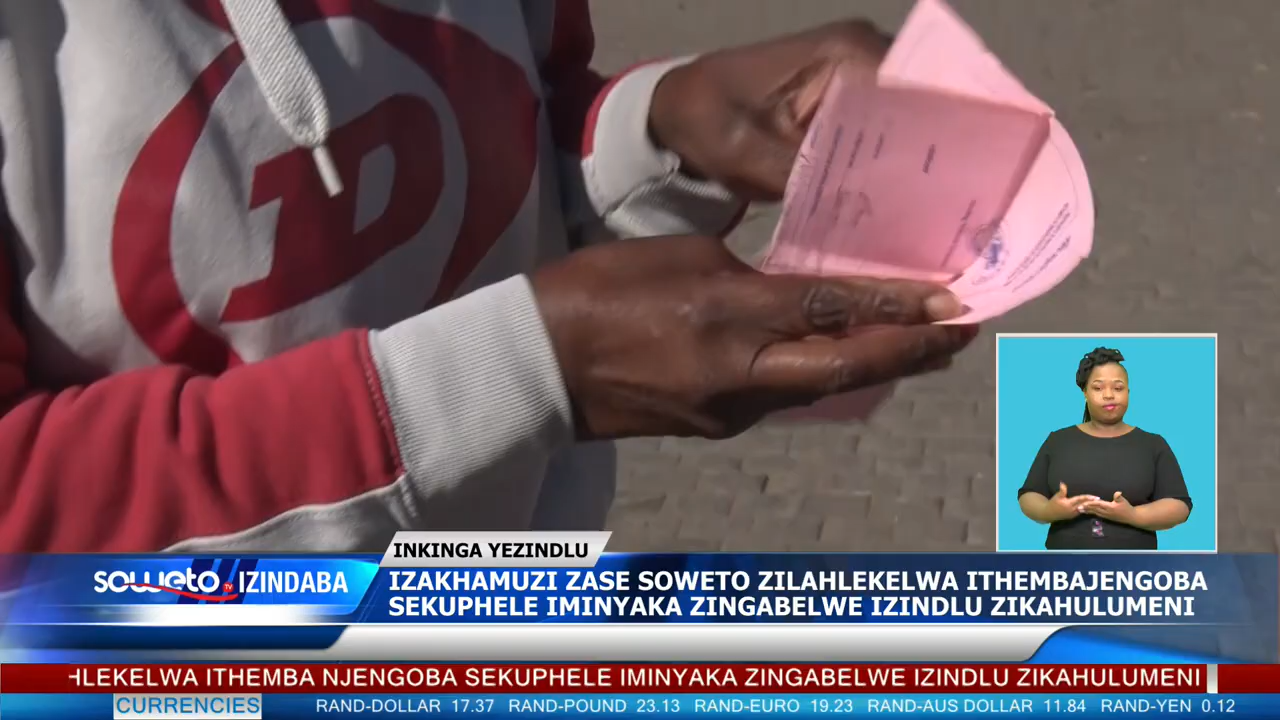 INKINGA YEZINDLU
soweto TV IZINDABA
IZAKHAMUZI ZASE SOWETO ZILAHLEKELWA ITHEMBAJENGOBA
SEKUPHELE IMINYAKA ZINGABELWE IZINDLU ZIKAHULUMENI
HLEKELWA ITHEMBA NJENGOBA SEKUPHELE IMINYAKA ZINGABELWE IZINDLU ZIKAHULUMENI
CURRENCIES RAND-DOLLAR 17.37 RAND-POUND 23.13 RAND-EURO 19.23 RAND-AUS DOLLAR 11.84 RAND-YEN 0.12